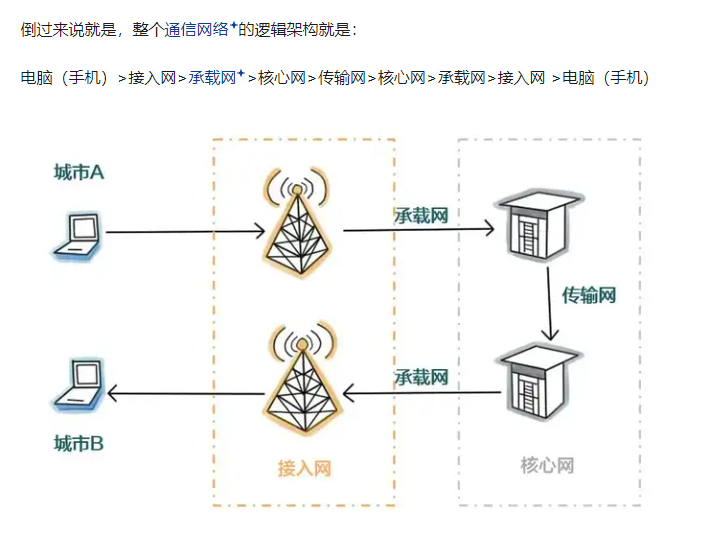 倒过来说就是，整个通信网络的逻辑架构就是：
电脑（手机）>接入网>承载网>核心网>传输网>核心网>承载网>接入网 >电脑（手机）
城市A
承载网
传输网
承载网
城市B
接入网
核心网